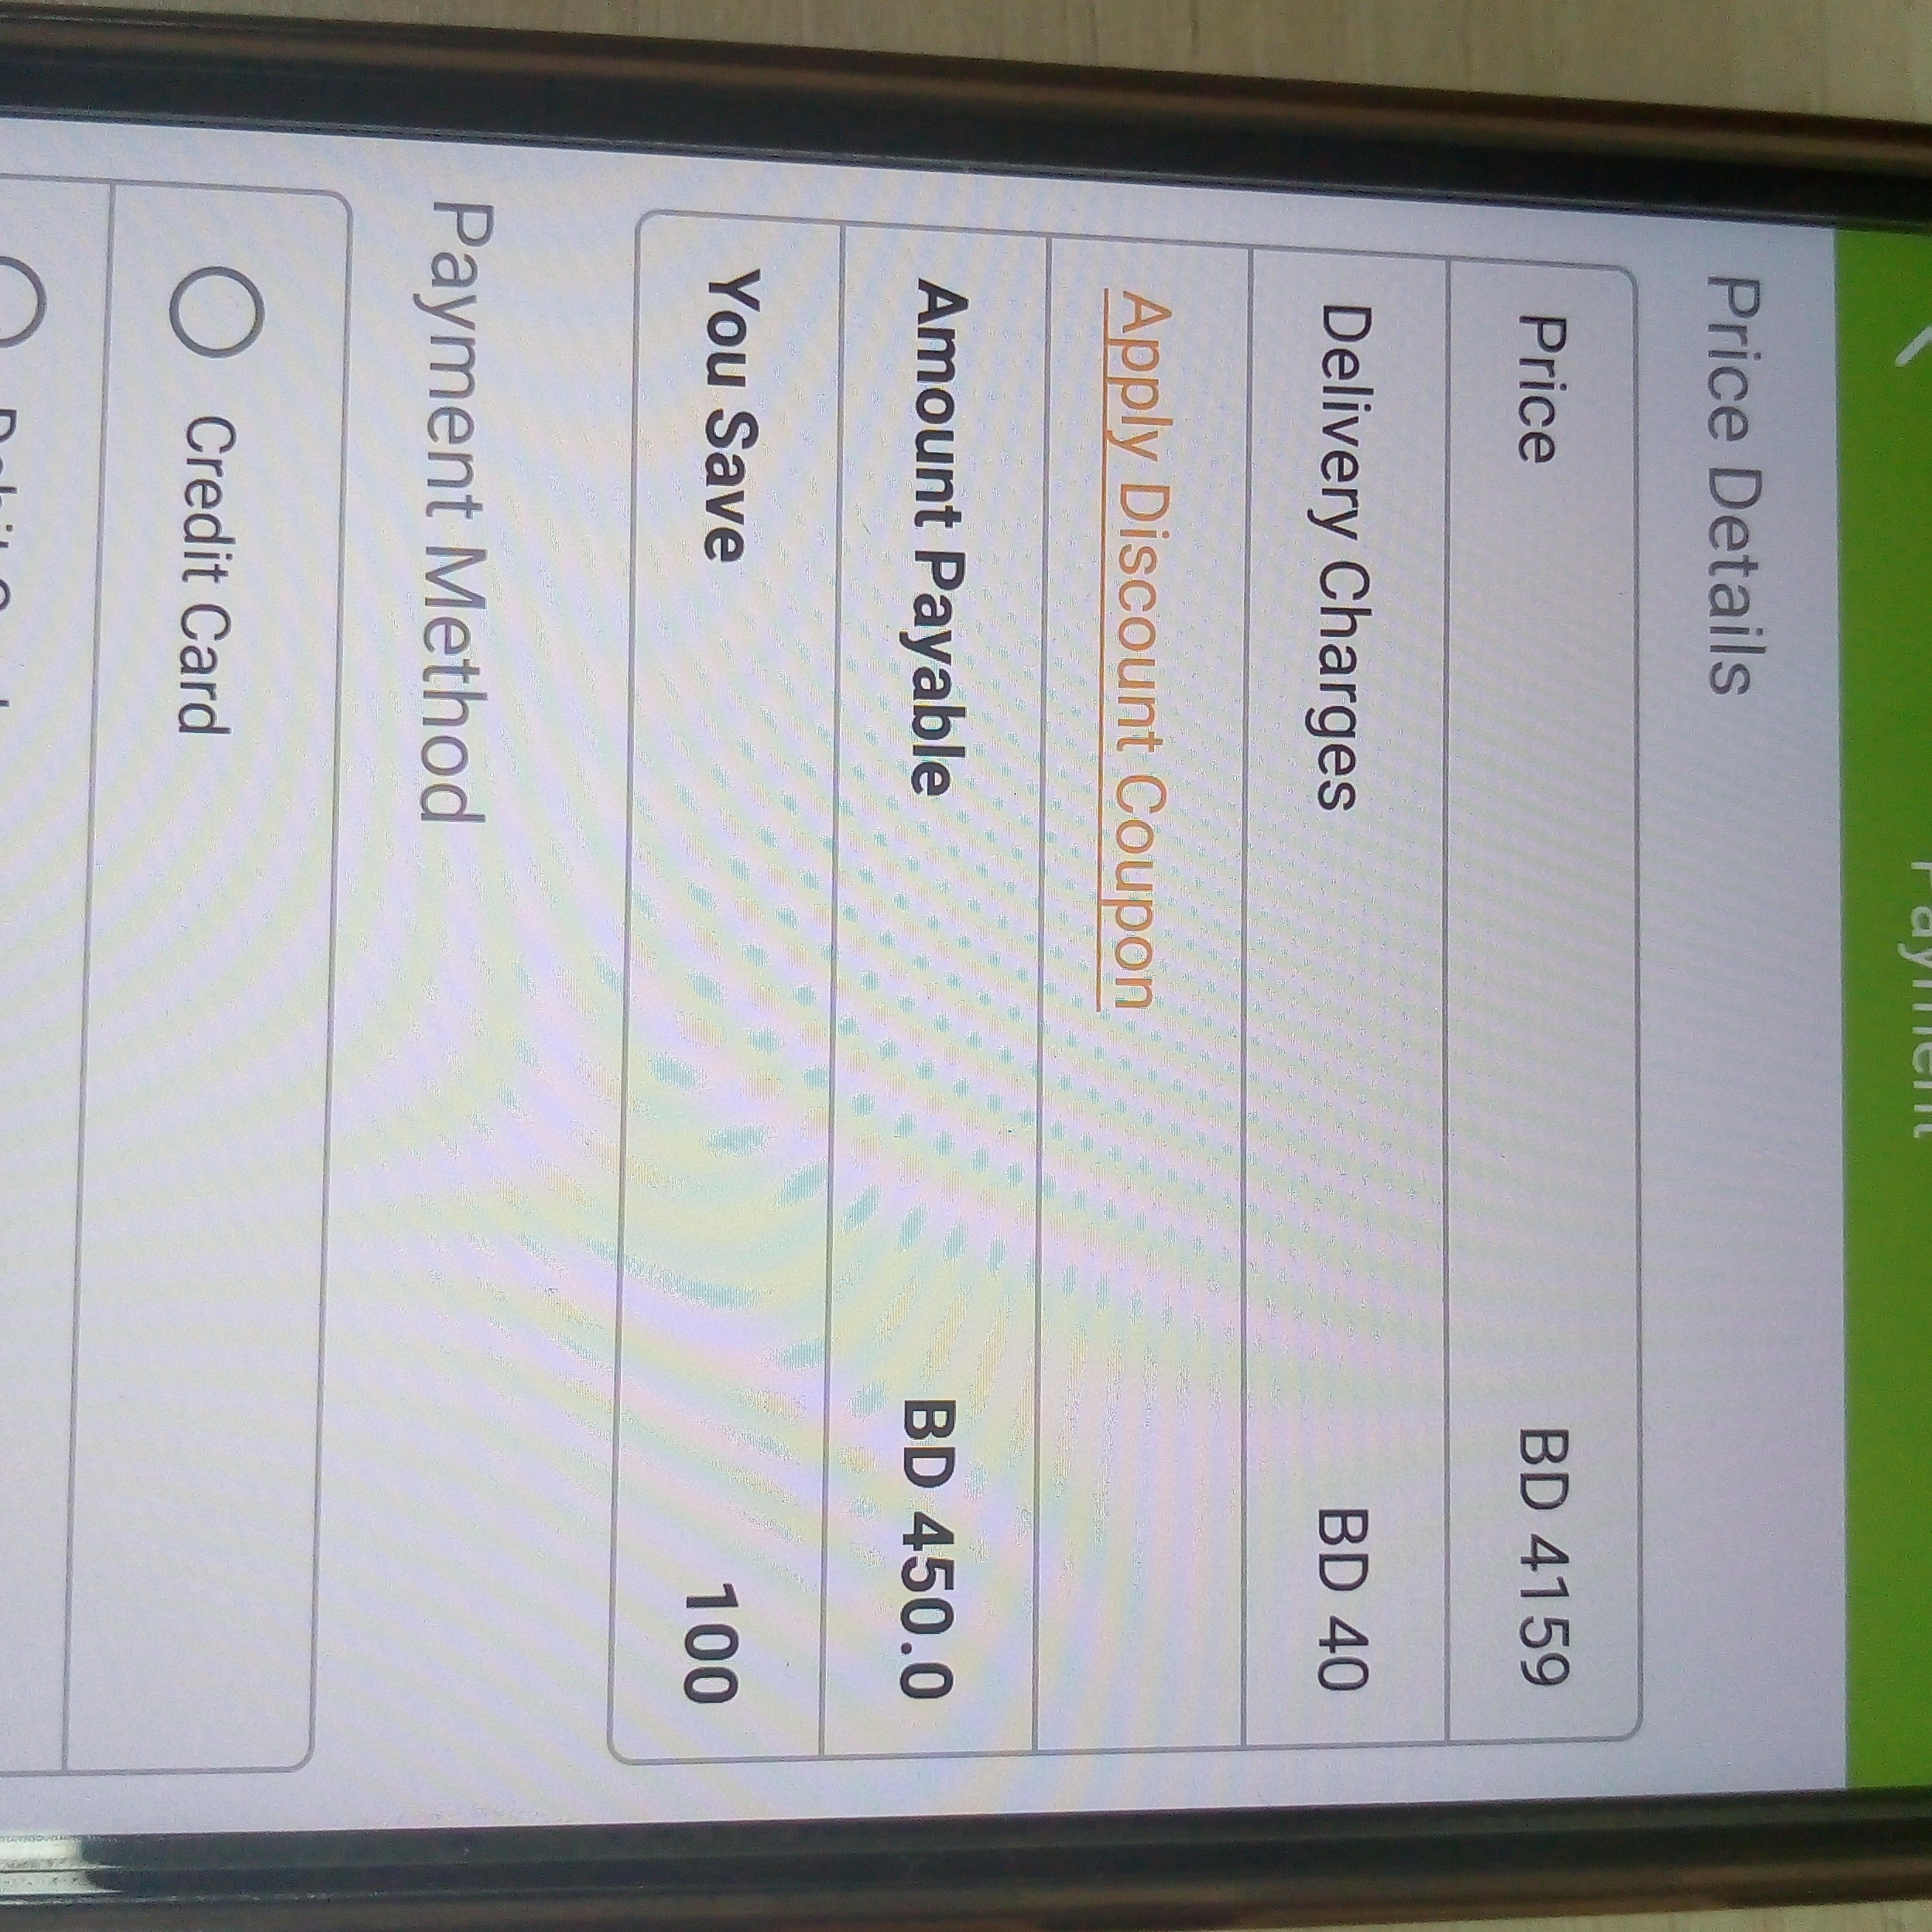 Payment
Price Details
Price BD 4159
Delivery Charges BD 40
Apply Discount Coupon
Amount Payable BD 450.0
You Save 100
Payment Method
Credit Card